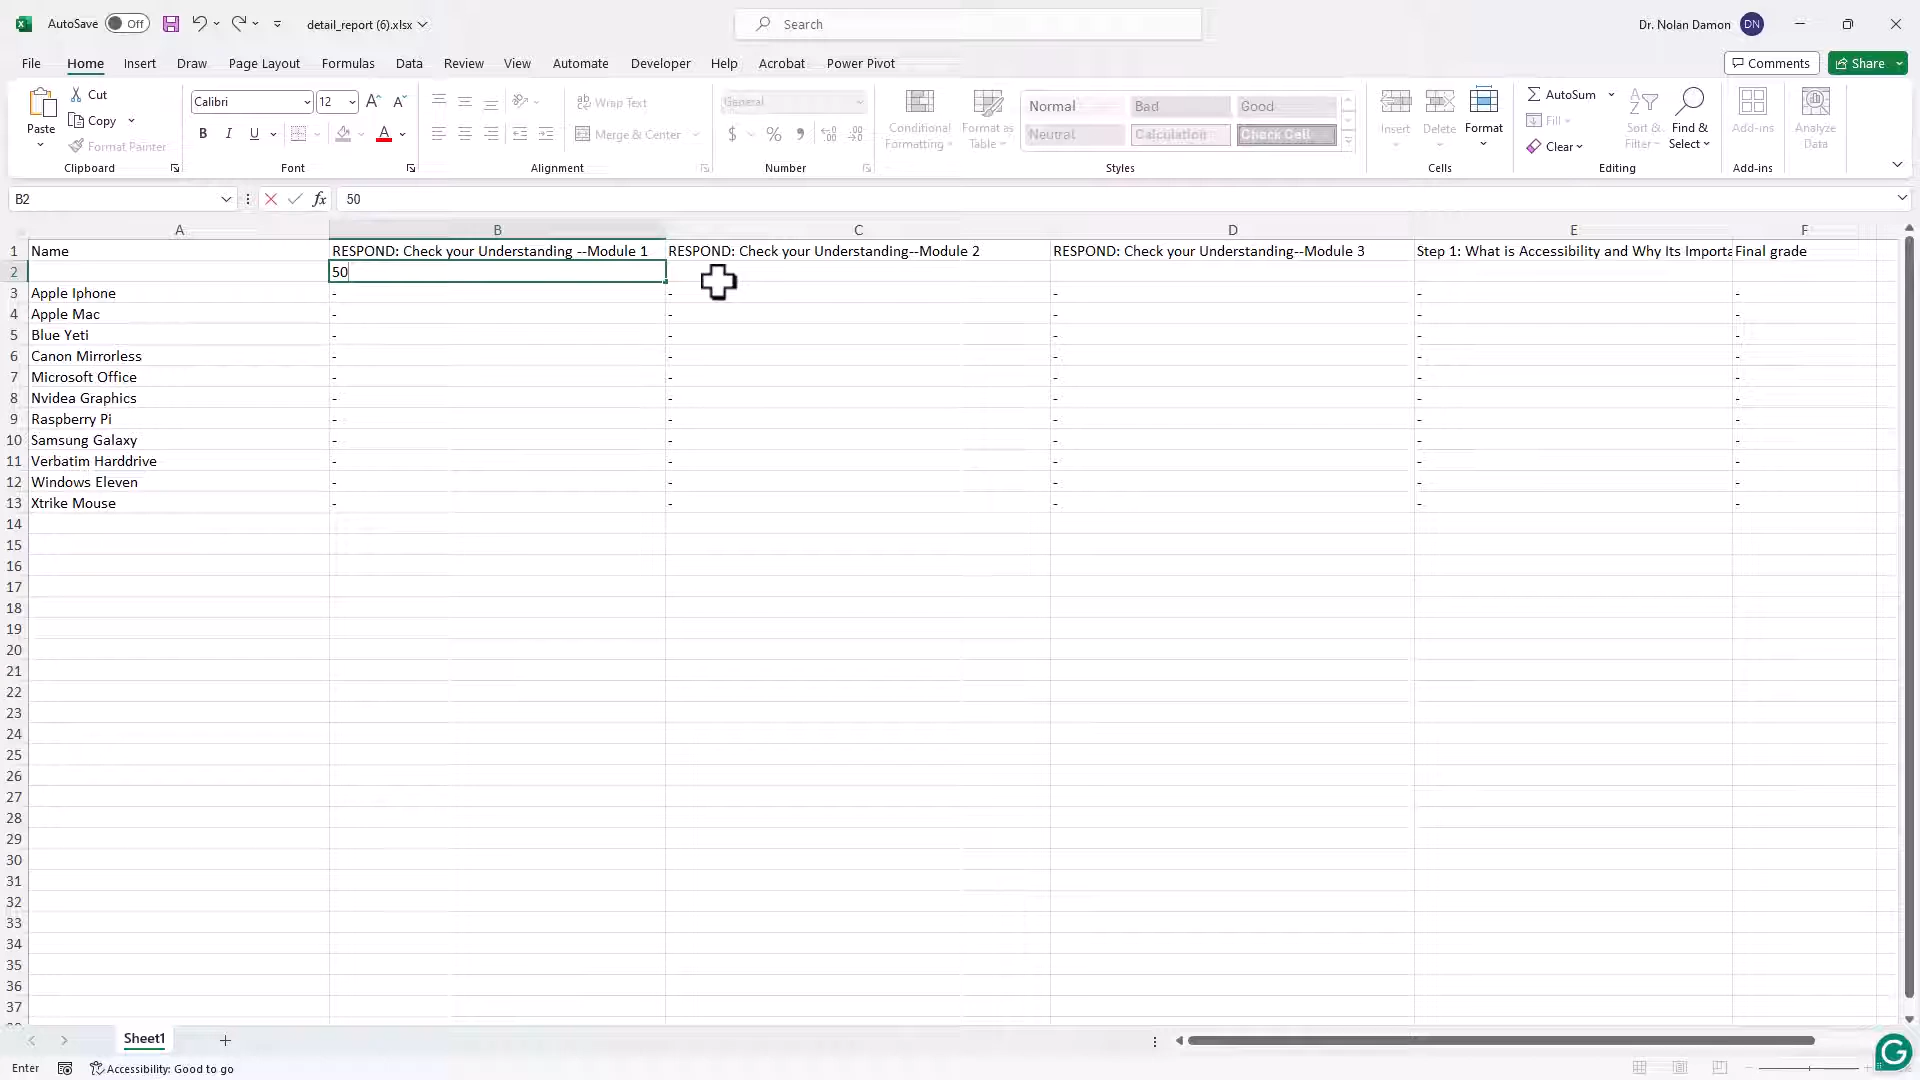 AutoSave Off detail_report (6).xlsx Search Dr. Nolan Damon DN
File Home Insert Draw Page Layout Formulas Data Review View Automate Developer Help Acrobat Power Pivot Comments Share
Paste Cut Copy Format Painter Clipboard
Calibri 12 B I U A Font
Wrap Text Merge & Center Alignment
General $ % Number
Conditional Formatting Format as Table Normal Bad Good Neutral Calculation Check Cell Styles
Insert Delete Format Cells
AutoSum Fill Clear Sort & Filter Find & Select Editing
Add-ins Add-ins Analyze Data
B2 fx 50
A B C D E F
1 Name RESPOND: Check your Understanding --Module 1 RESPOND: Check your Understanding--Module 2 RESPOND: Check your Understanding--Module 3 Step 1: What is Accessibility and Why Its Importa Final grade
2 50
3 Apple Iphone - - - - -
4 Apple Mac - - - - -
5 Blue Yeti - - - - -
6 Canon Mirrorless - - - - -
7 Microsoft Office - - - - -
8 Nvidea Graphics - - - - -
9 Raspberry Pi - - - - -
10 Samsung Galaxy - - - - -
11 Verbatim Harddrive - - - - -
12 Windows Eleven - - - - -
13 Xtrike Mouse - - - - -
14
15
16
17
18
19
20
21
22
23
24
25
26
27
28
29
30
31
32
33
34
35
36
37
Sheet1
Enter Accessibility: Good to go